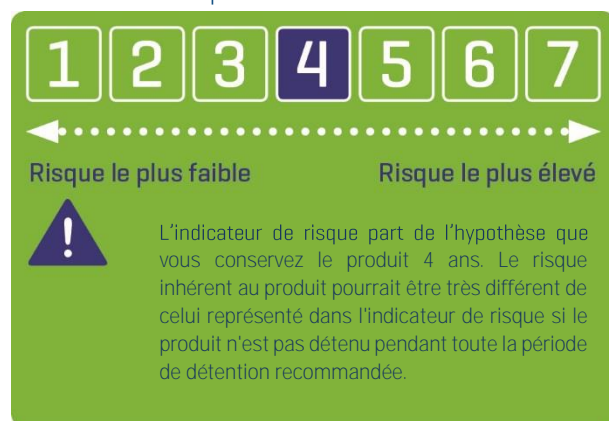 1 2 3 4 5 6 7
Risque le plus faible Risque le plus élevé
!
L’indicateur de risque part de l’hypothèse que
vous conservez le produit 4 ans. Le risque
inhérent au produit pourrait être très différent de
celui représenté dans l'indicateur de risque si le
produit n'est pas détenu pendant toute la période
de détention recommandée.